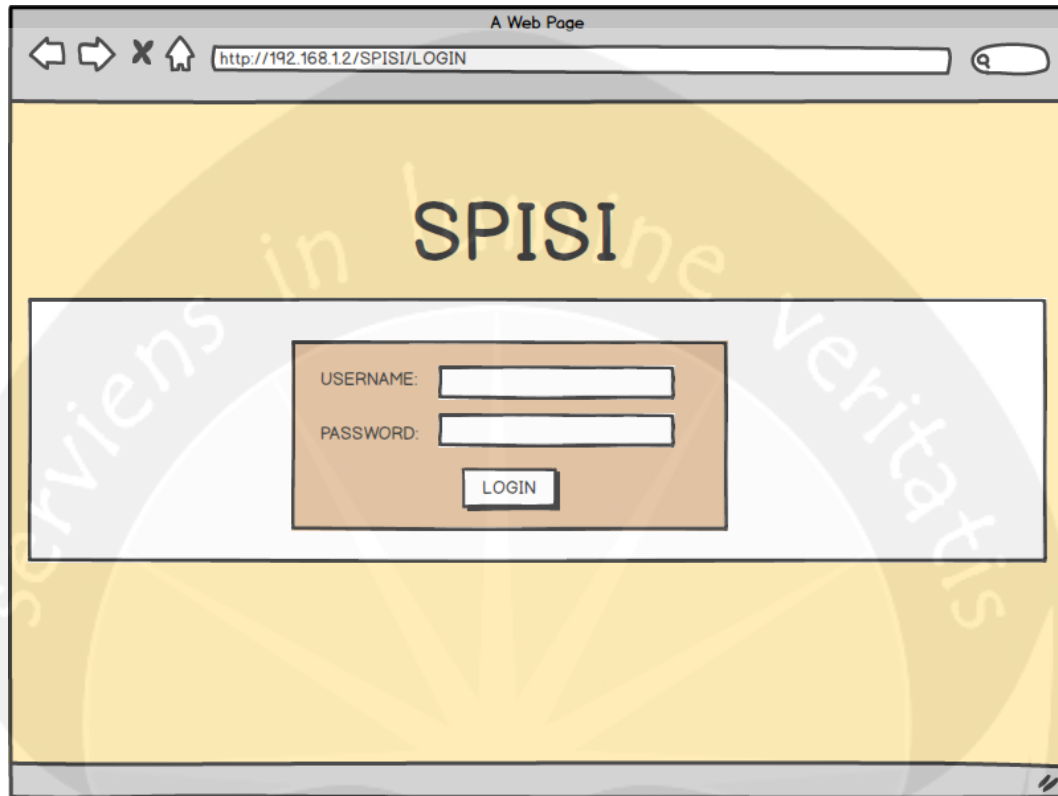 A Web Page
http://192.168.1.2/SPISI/LOGIN
SPISI
serviens in lumine veritatis
USERNAME:
PASSWORD:
LOGIN